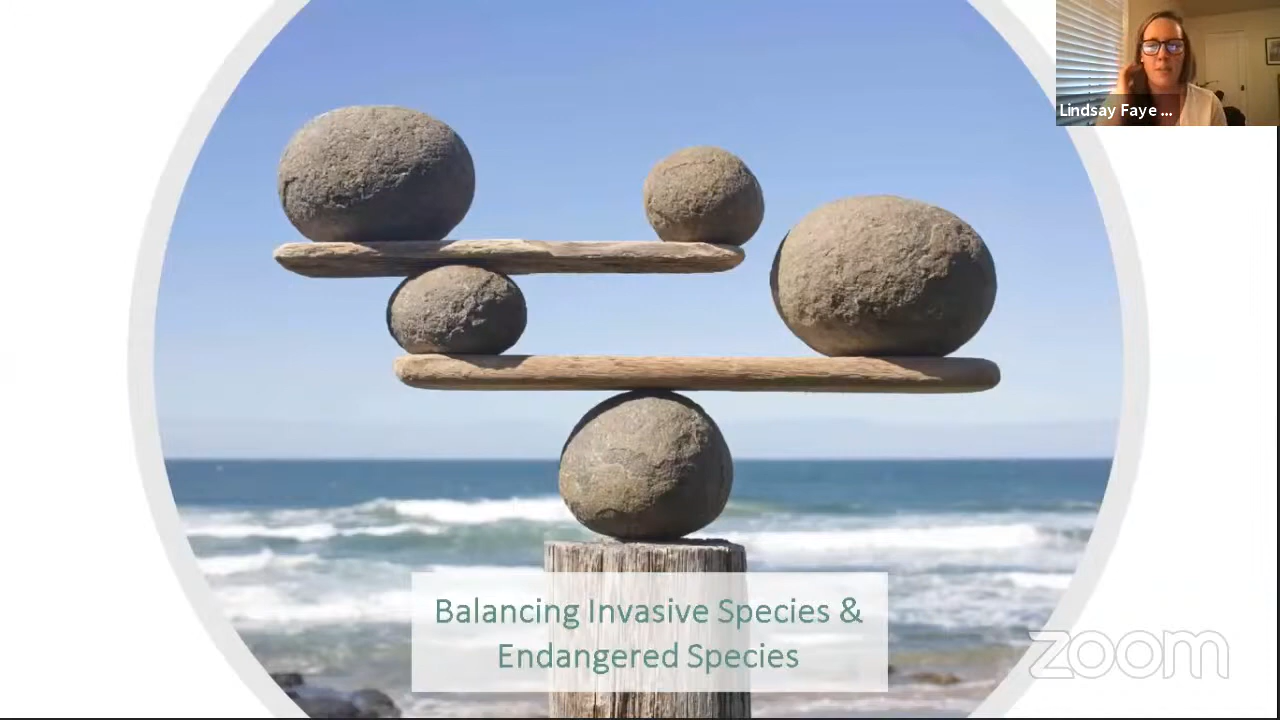 Lindsay Faye ...
Balancing Invasive Species &
Endangered Species
zoom